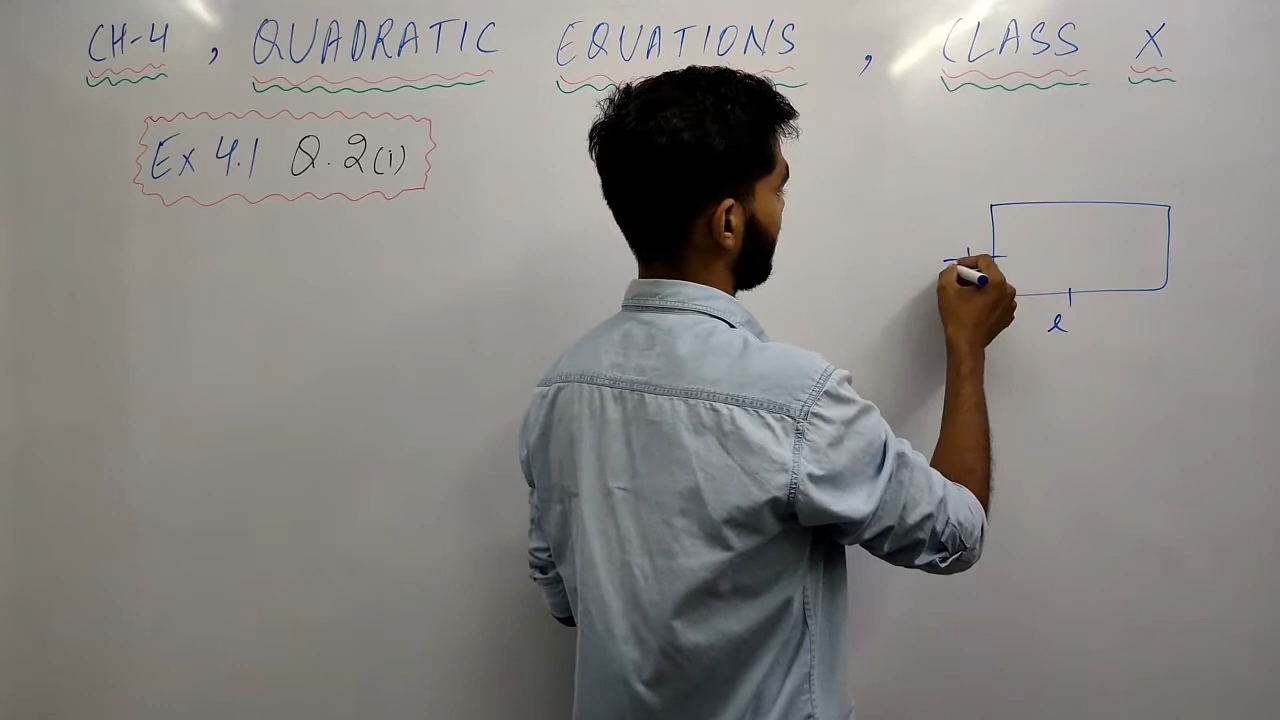 CH-4, QUADRATIC EQUATIONS, CLASS X
Ex 4.1 Q.2(i)
l